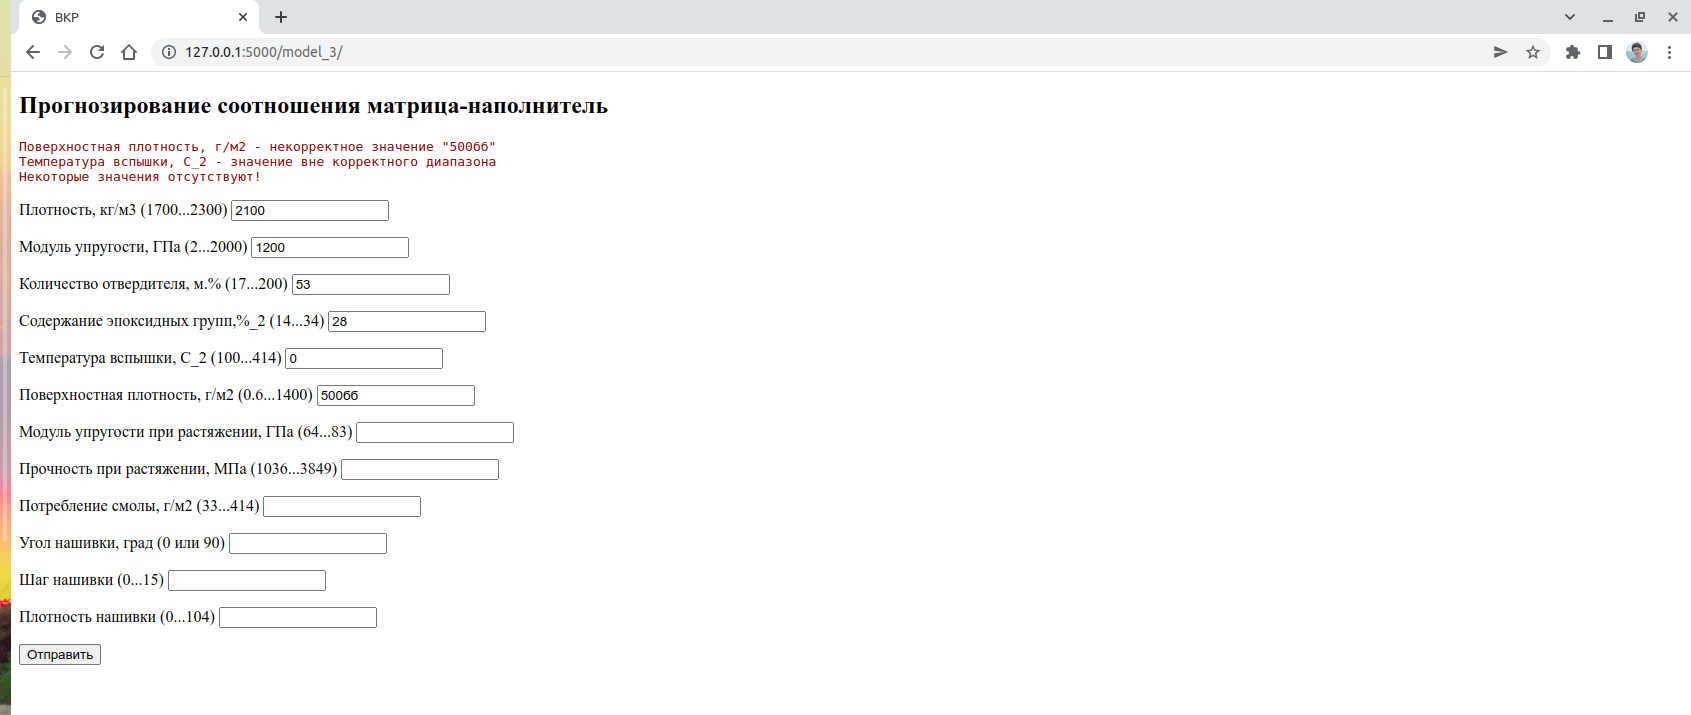 ВКР
127.0.0.1:5000/model_3/
Прогнозирование соотношения матрица-наполнитель
Поверхностная плотность, г/м2 - некорректное значение "500бб"
Температура вспышки, С_2 - значение вне корректного диапазона
Некоторые значения отсутствуют!
Плотность, кг/м3 (1700...2300) 2100
Модуль упругости, ГПа (2...2000) 1200
Количество отвердителя, м.% (17...200) 53
Содержание эпоксидных групп,%_2 (14...34) 28
Температура вспышки, С_2 (100...414) 0
Поверхностная плотность, г/м2 (0.6...1400) 500бб
Модуль упругости при растяжении, ГПа (64...83)
Прочность при растяжении, МПа (1036...3849)
Потребление смолы, г/м2 (33...414)
Угол нашивки, град (0 или 90)
Шаг нашивки (0...15)
Плотность нашивки (0...104)
Отправить